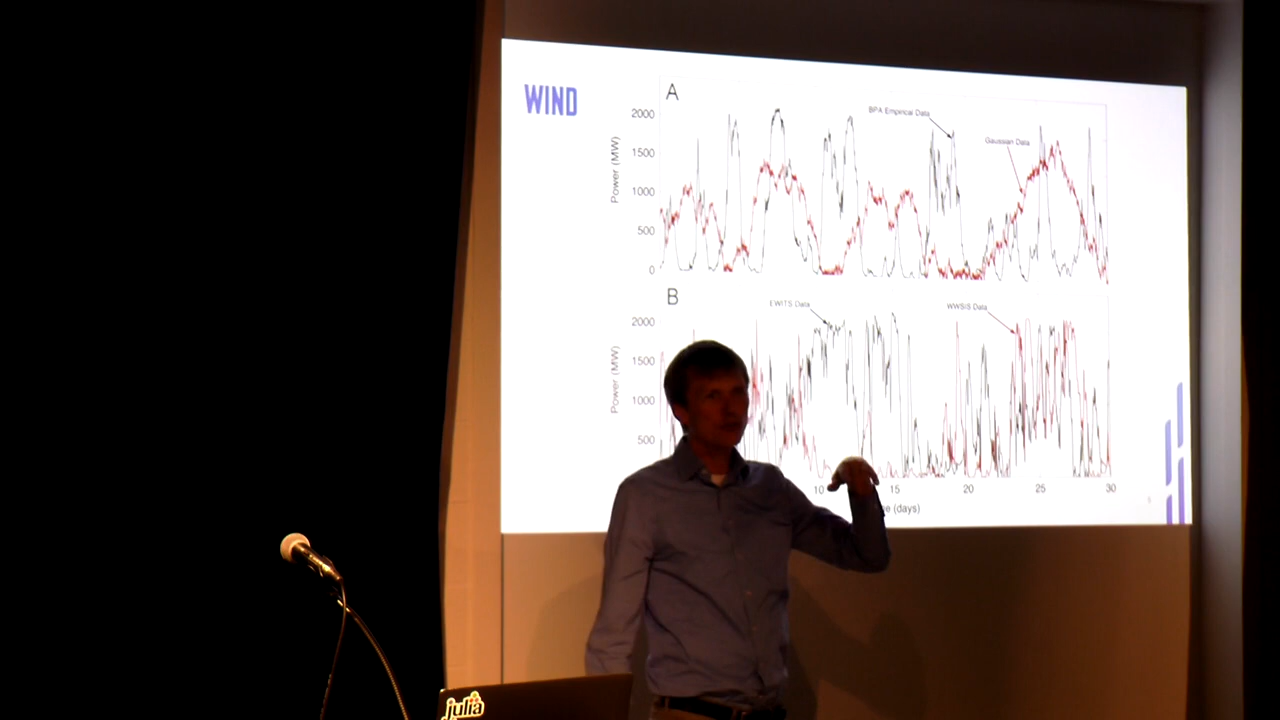 WIND
A
BPA Empirical Data
Gaussian Data
Power (MW)
2000
1500
1000
500
0
B
EWITS Data
WWSIS Data
Power (MW)
2000
1500
1000
500
10 15 20 25 30
(days)
julia